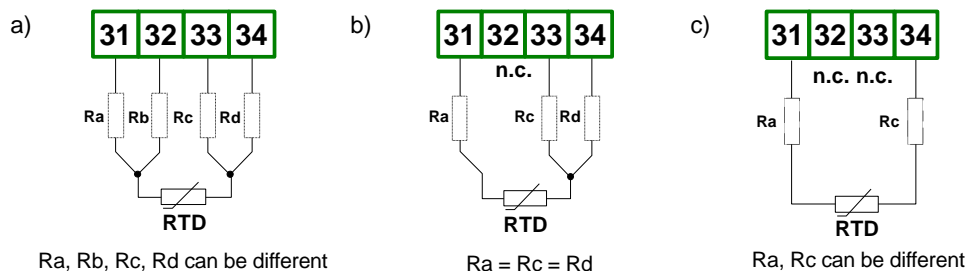 a)
31 32 33 34
Ra Rb Rc Rd
RTD
Ra, Rb, Rc, Rd can be different
b)
31 32 33 34
n.c.
Ra Rc Rd
RTD
Ra = Rc = Rd
c)
31 32 33 34
n.c. n.c.
Ra Rc
RTD
Ra, Rc can be different